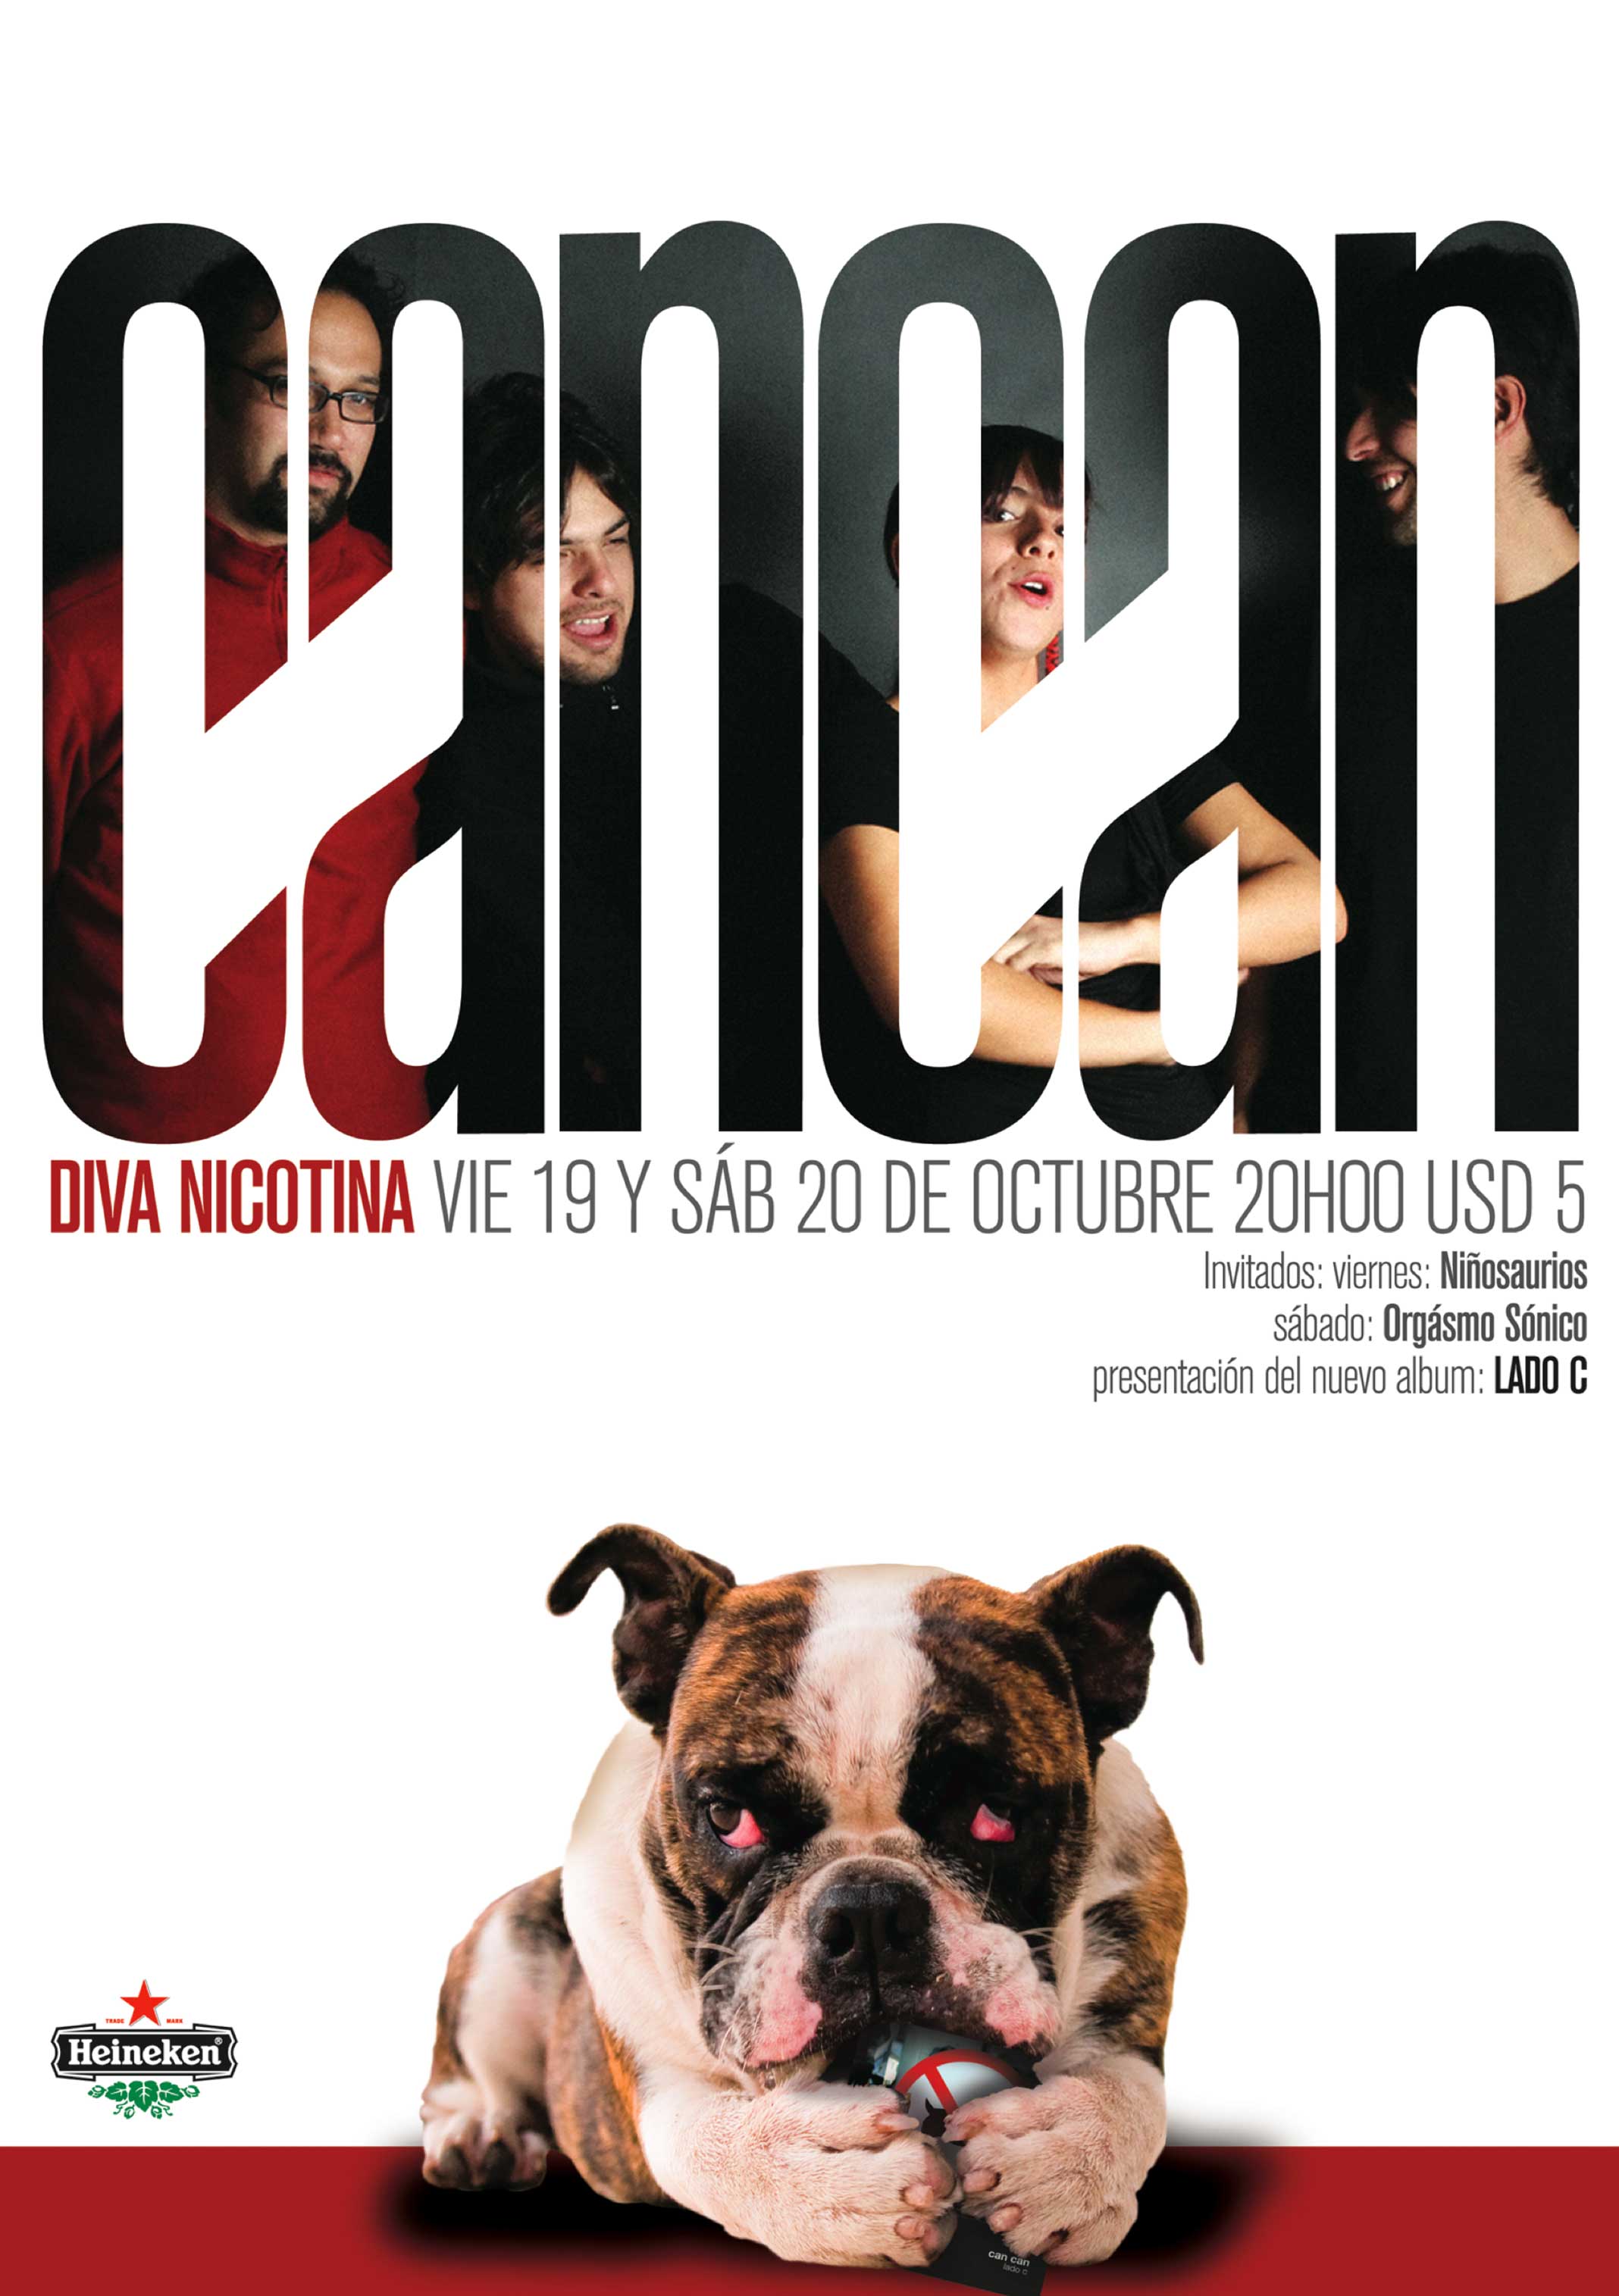 cancan
DIVA NICOTINA VIE 19 Y SÁB 20 DE OCTUBRE 20H00 USD 5
Invitados: viernes: Niñosaurios
sábado: Orgásmo Sónico
presentación del nuevo album: LADO C
TRADE MARK
Heineken®
can can
lado c